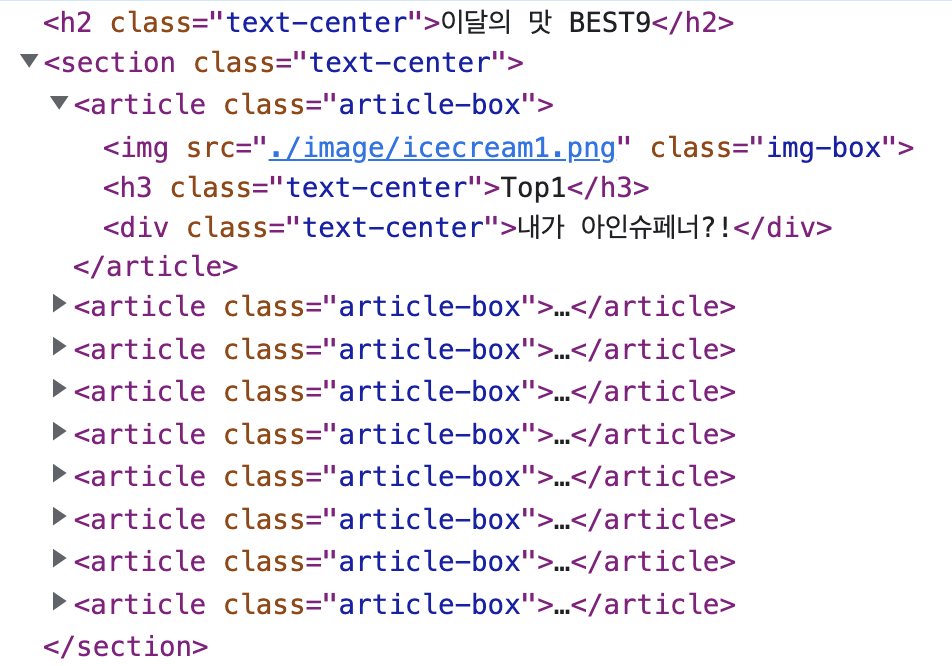 <h2 class="text-center">이달의 맛 BEST9</h2>
▼<section class="text-center">
▼<article class="article-box">
<img src="./image/icecream1.png" class="img-box">
<h3 class="text-center">Top1</h3>
<div class="text-center">내가 아인슈페너?!</div>
</article>
▶<article class="article-box">…</article>
▶<article class="article-box">…</article>
▶<article class="article-box">…</article>
▶<article class="article-box">…</article>
▶<article class="article-box">…</article>
▶<article class="article-box">…</article>
▶<article class="article-box">…</article>
▶<article class="article-box">…</article>
</section>